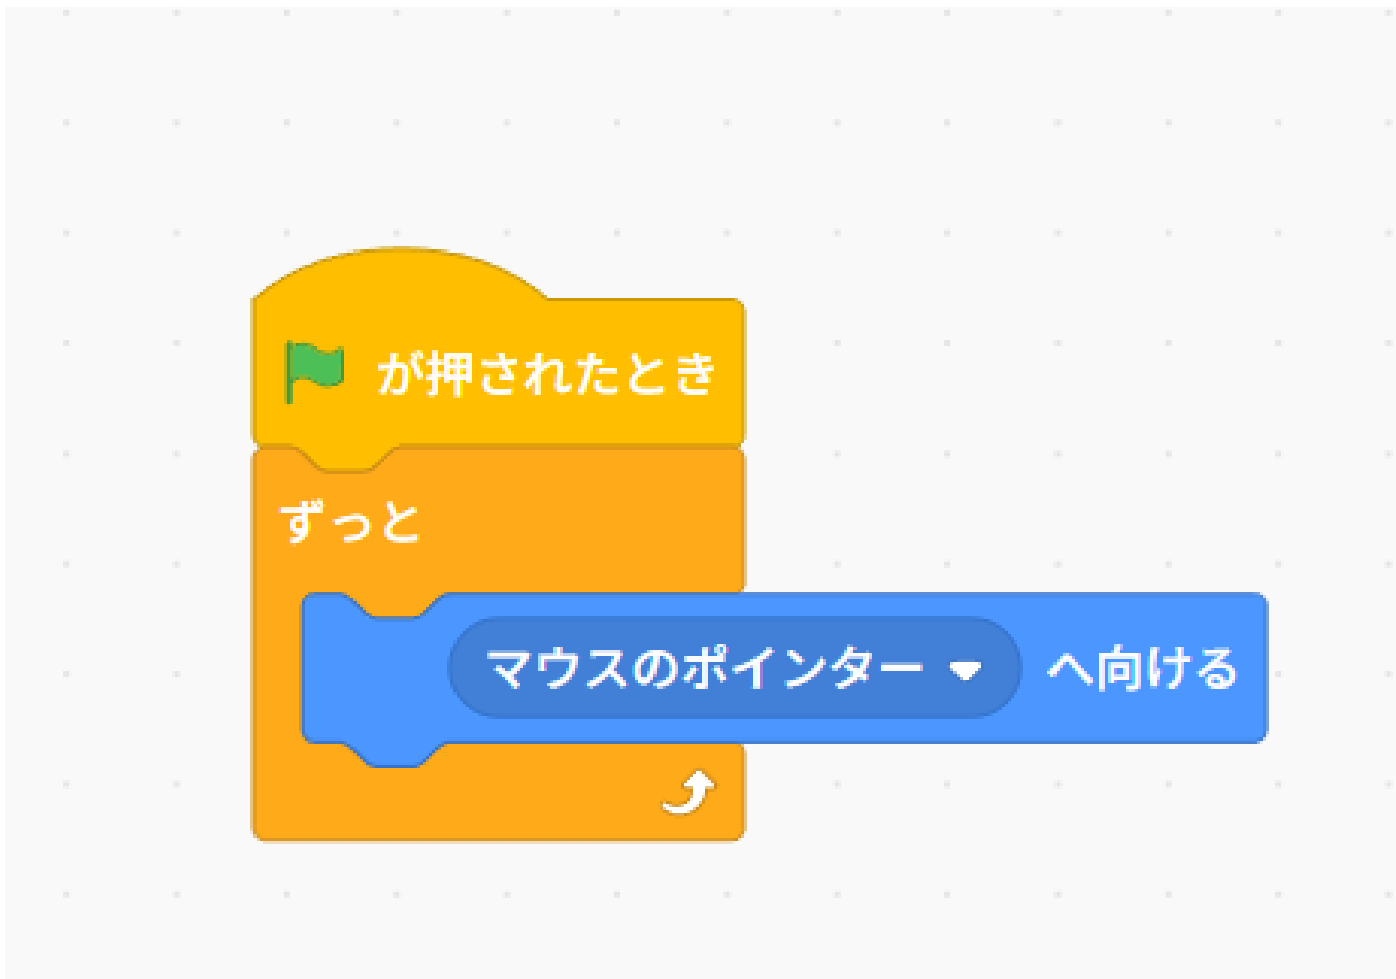 が押されたとき
ずっと
マウスのポインター へ向ける